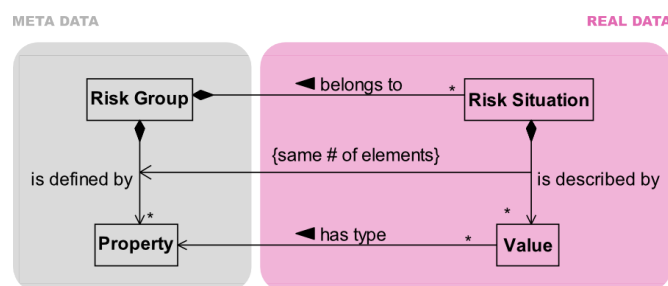 META DATA
REAL DATA
Risk Group
belongs to
*
Risk Situation
{same # of elements}
is defined by
is described by
*
*
Property
has type
*
Value